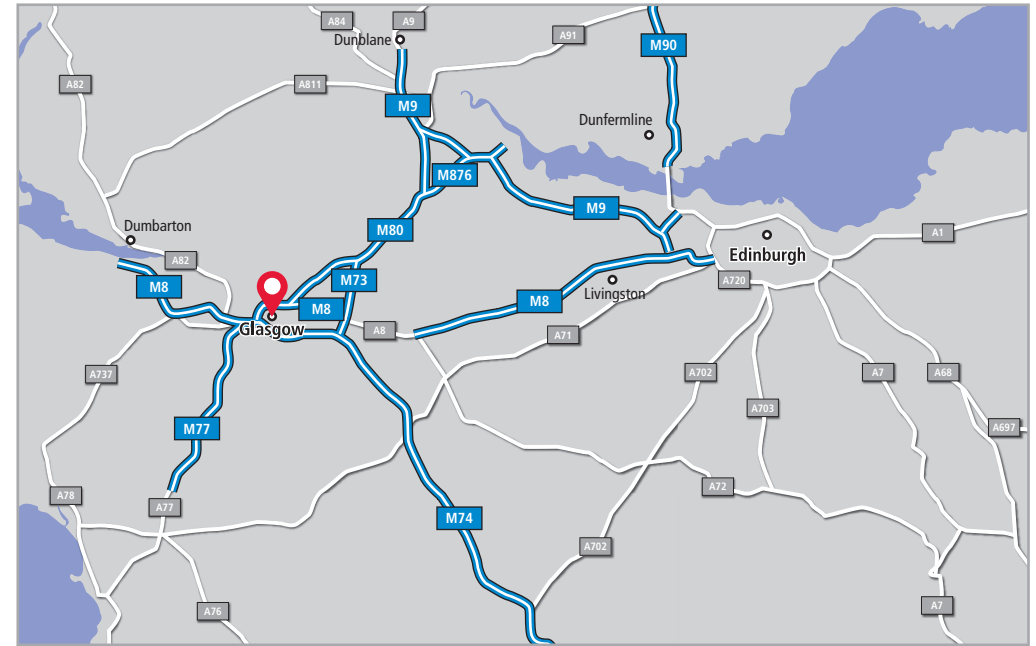 A84
A9
Dunblane
A91
M90
A82
A811
M9
Dunfermline
M876
M9
Dumbarton
M80
A1
Edinburgh
A82
M73
A720
M8
Livingston
M8
M8
Glasgow
A8
A71
A737
A702
A7
A68
A703
M77
A697
A78
A72
A77
M74
A702
A76
A7